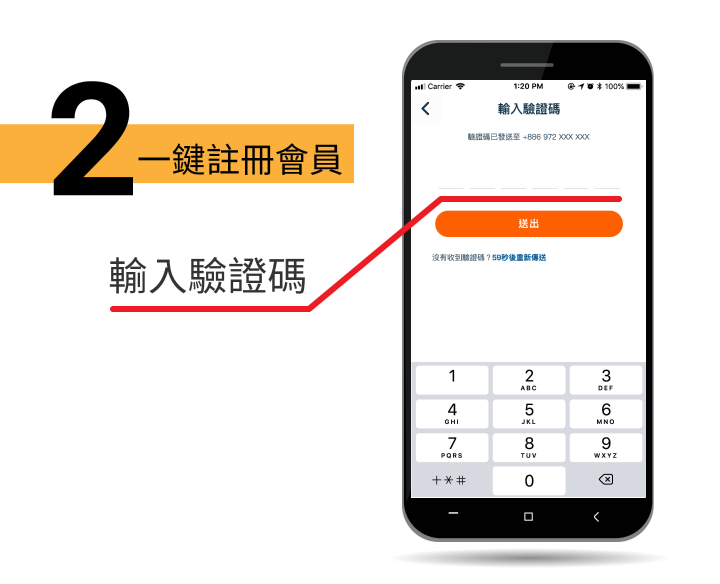 2
一鍵註冊會員
輸入驗證碼
Carrier 1:20 PM 100%
輸入驗證碼
驗證碼已發送至 +886 972 XXX XXX
送出
沒有收到驗證碼？59秒後重新傳送
1 2 3
ABC DEF
4 5 6
GHI JKL MNO
7 8 9
PQRS TUV WXYZ
+*# 0